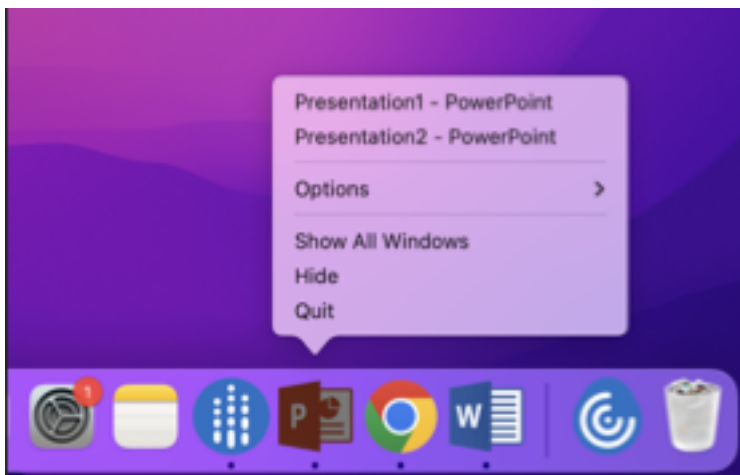 Presentation1 - PowerPoint
Presentation2 - PowerPoint
Options
Show All Windows
Hide
Quit
1
P
W